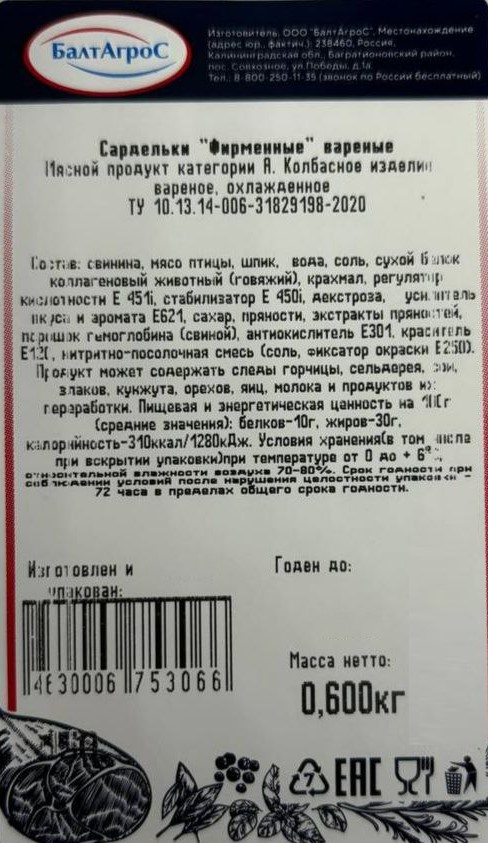 БалтАгроС
Изготовитель: ООО "БалтАгроС". Местонахождение
(адрес юр., фактич.): 238460, Россия,
Калининградская обл., Багратионовский район,
пос. Совхозное, ул.Победы, д.1а.
Тел.: 8-800-250-11-35 (звонок по России бесплатный)
Сардельки "Фирменные" вареные
Мясной продукт категории А. Колбасное изделие
вареное, охлажденное
ТУ 10.13.14-006-31829198-2020
Состав: свинина, мясо птицы, шпик, вода, соль, сухой белок
коллагеновый животный (говяжий), крахмал, регулятор
кислотности Е 451i, стабилизатор Е 450i, декстроза, усилитель
вкуса и аромата Е621, сахар, пряности, экстракты пряностей,
порошок гемоглобина (свиной), антиокислитель Е301, краситель
Е120, нитритно-посолочная смесь (соль, фиксатор окраски Е250).
Продукт может содержать следы горчицы, сельдерея, сои,
злаков, кунжута, орехов, яиц, молока и продуктов их
переработки. Пищевая и энергетическая ценность на 100г
(средние значения): белков-10г, жиров-30г,
калорийность-310ккал/1280кДж. Условия хранения(в том числе
при вскрытии упаковки)при температуре от 0 до + 6°С,
относительной влажности воздуха 70-80%. Срок годности при
соблюдении условий после нарушения целостности упаковки -
72 часа в пределах общего срока годности.
Изготовлен и
упакован:
Годен до:
4630006 753066
Масса нетто:
0,600кг
7 ЕАС